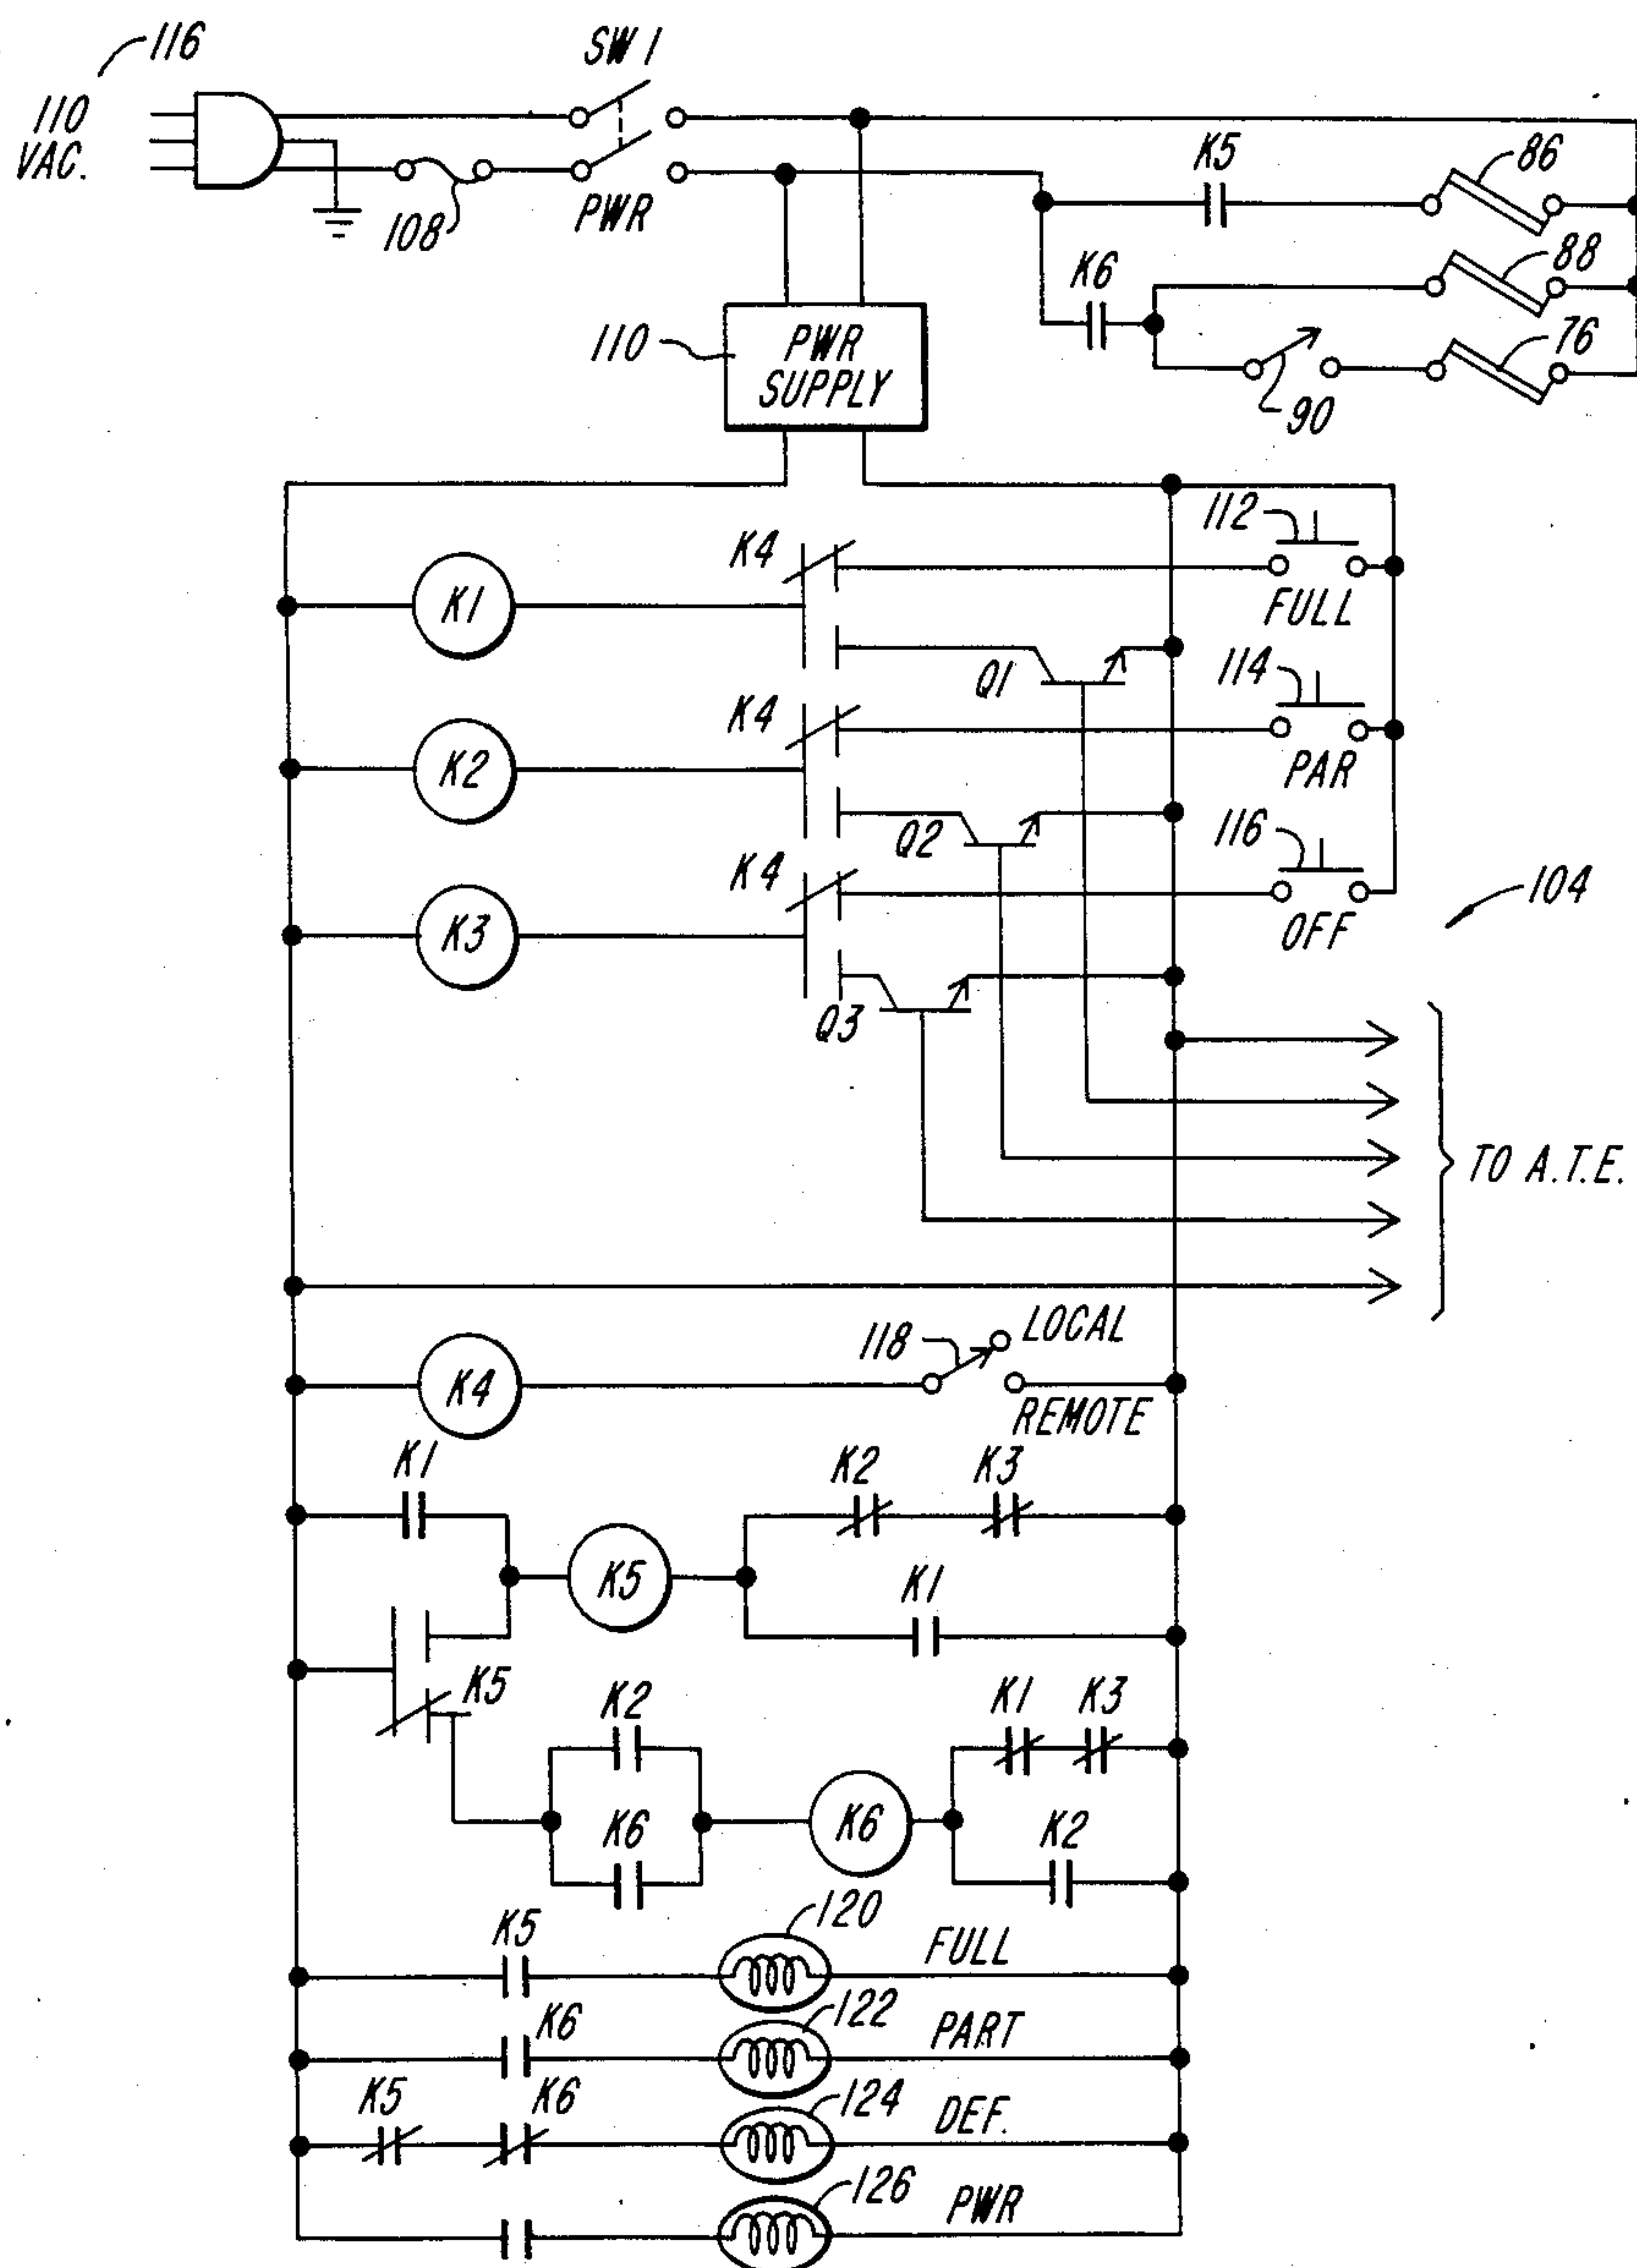 116
SW1
110
VAC.
108
PWR
K5
86
K6
88
76
90
110
PWR
SUPPLY
112
K4
K1
FULL
Q1
114
K4
K2
PAR
Q2
116
K4
K3
OFF
104
Q3
TO A.T.E.
118
LOCAL
K4
REMOTE
K1
K2
K3
K5
K1
K5
K2
K1
K3
K6
K6
K2
K5
120
FULL
K6
122
PART
K5
K6
124
DEF.
126
PWR